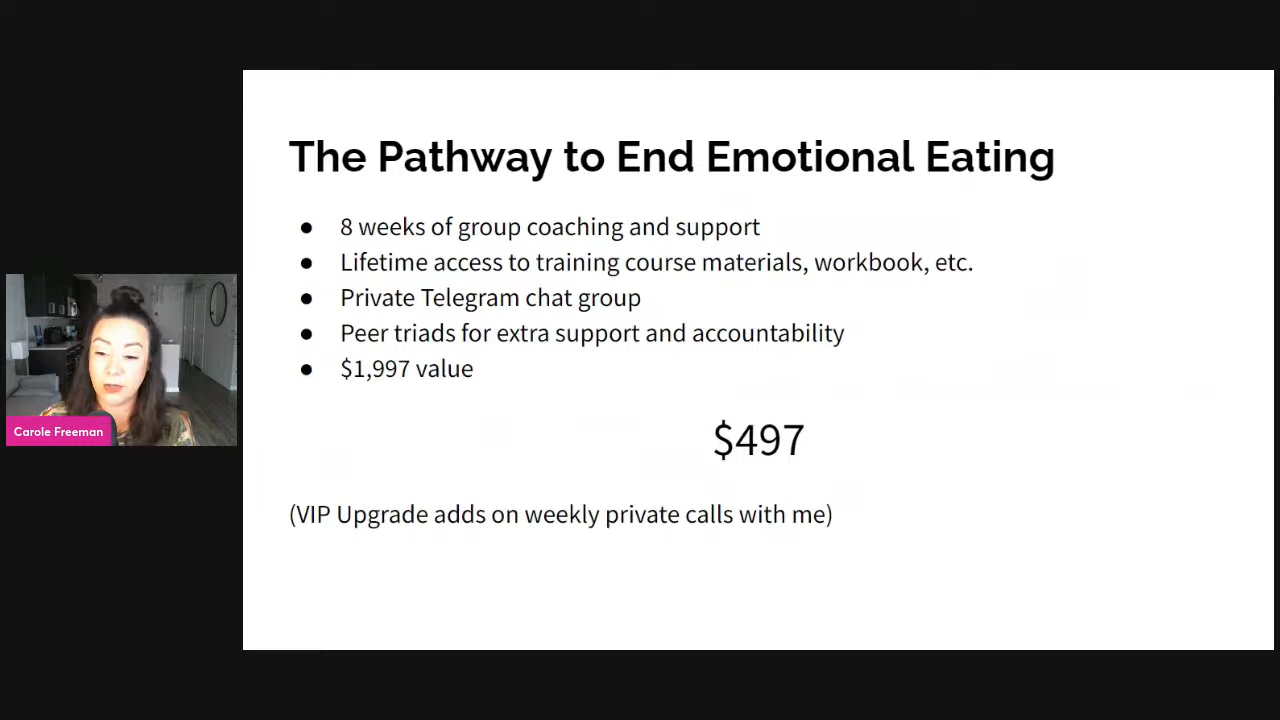 The Pathway to End Emotional Eating
● 8 weeks of group coaching and support
● Lifetime access to training course materials, workbook, etc.
● Private Telegram chat group
● Peer triads for extra support and accountability
● $1,997 value
$497
(VIP Upgrade adds on weekly private calls with me)
Carole Freeman